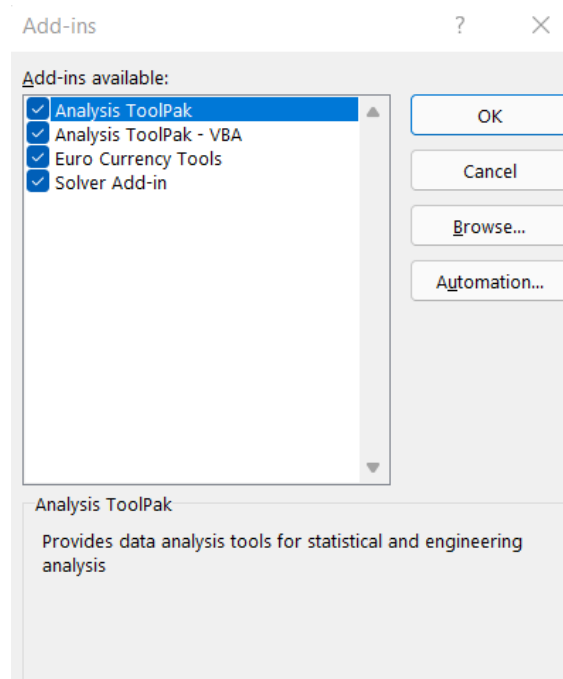 Add-ins ?
Add-ins available:
Analysis ToolPak
Analysis ToolPak - VBA
Euro Currency Tools
Solver Add-in
OK
Cancel
Browse...
Automation...
Analysis ToolPak
Provides data analysis tools for statistical and engineering
analysis